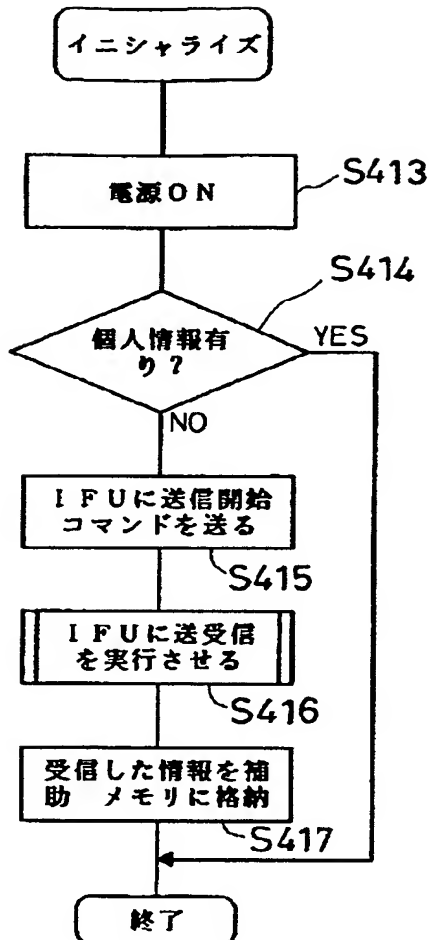 イニシャライズ
電源ON
S413
S414
個人情報有
り?
YES
NO
IFUに送信開始
コマンドを送る
S415
IFUに送受信
を実行させる
S416
受信した情報を補
助 メモリに格納
S417
終了